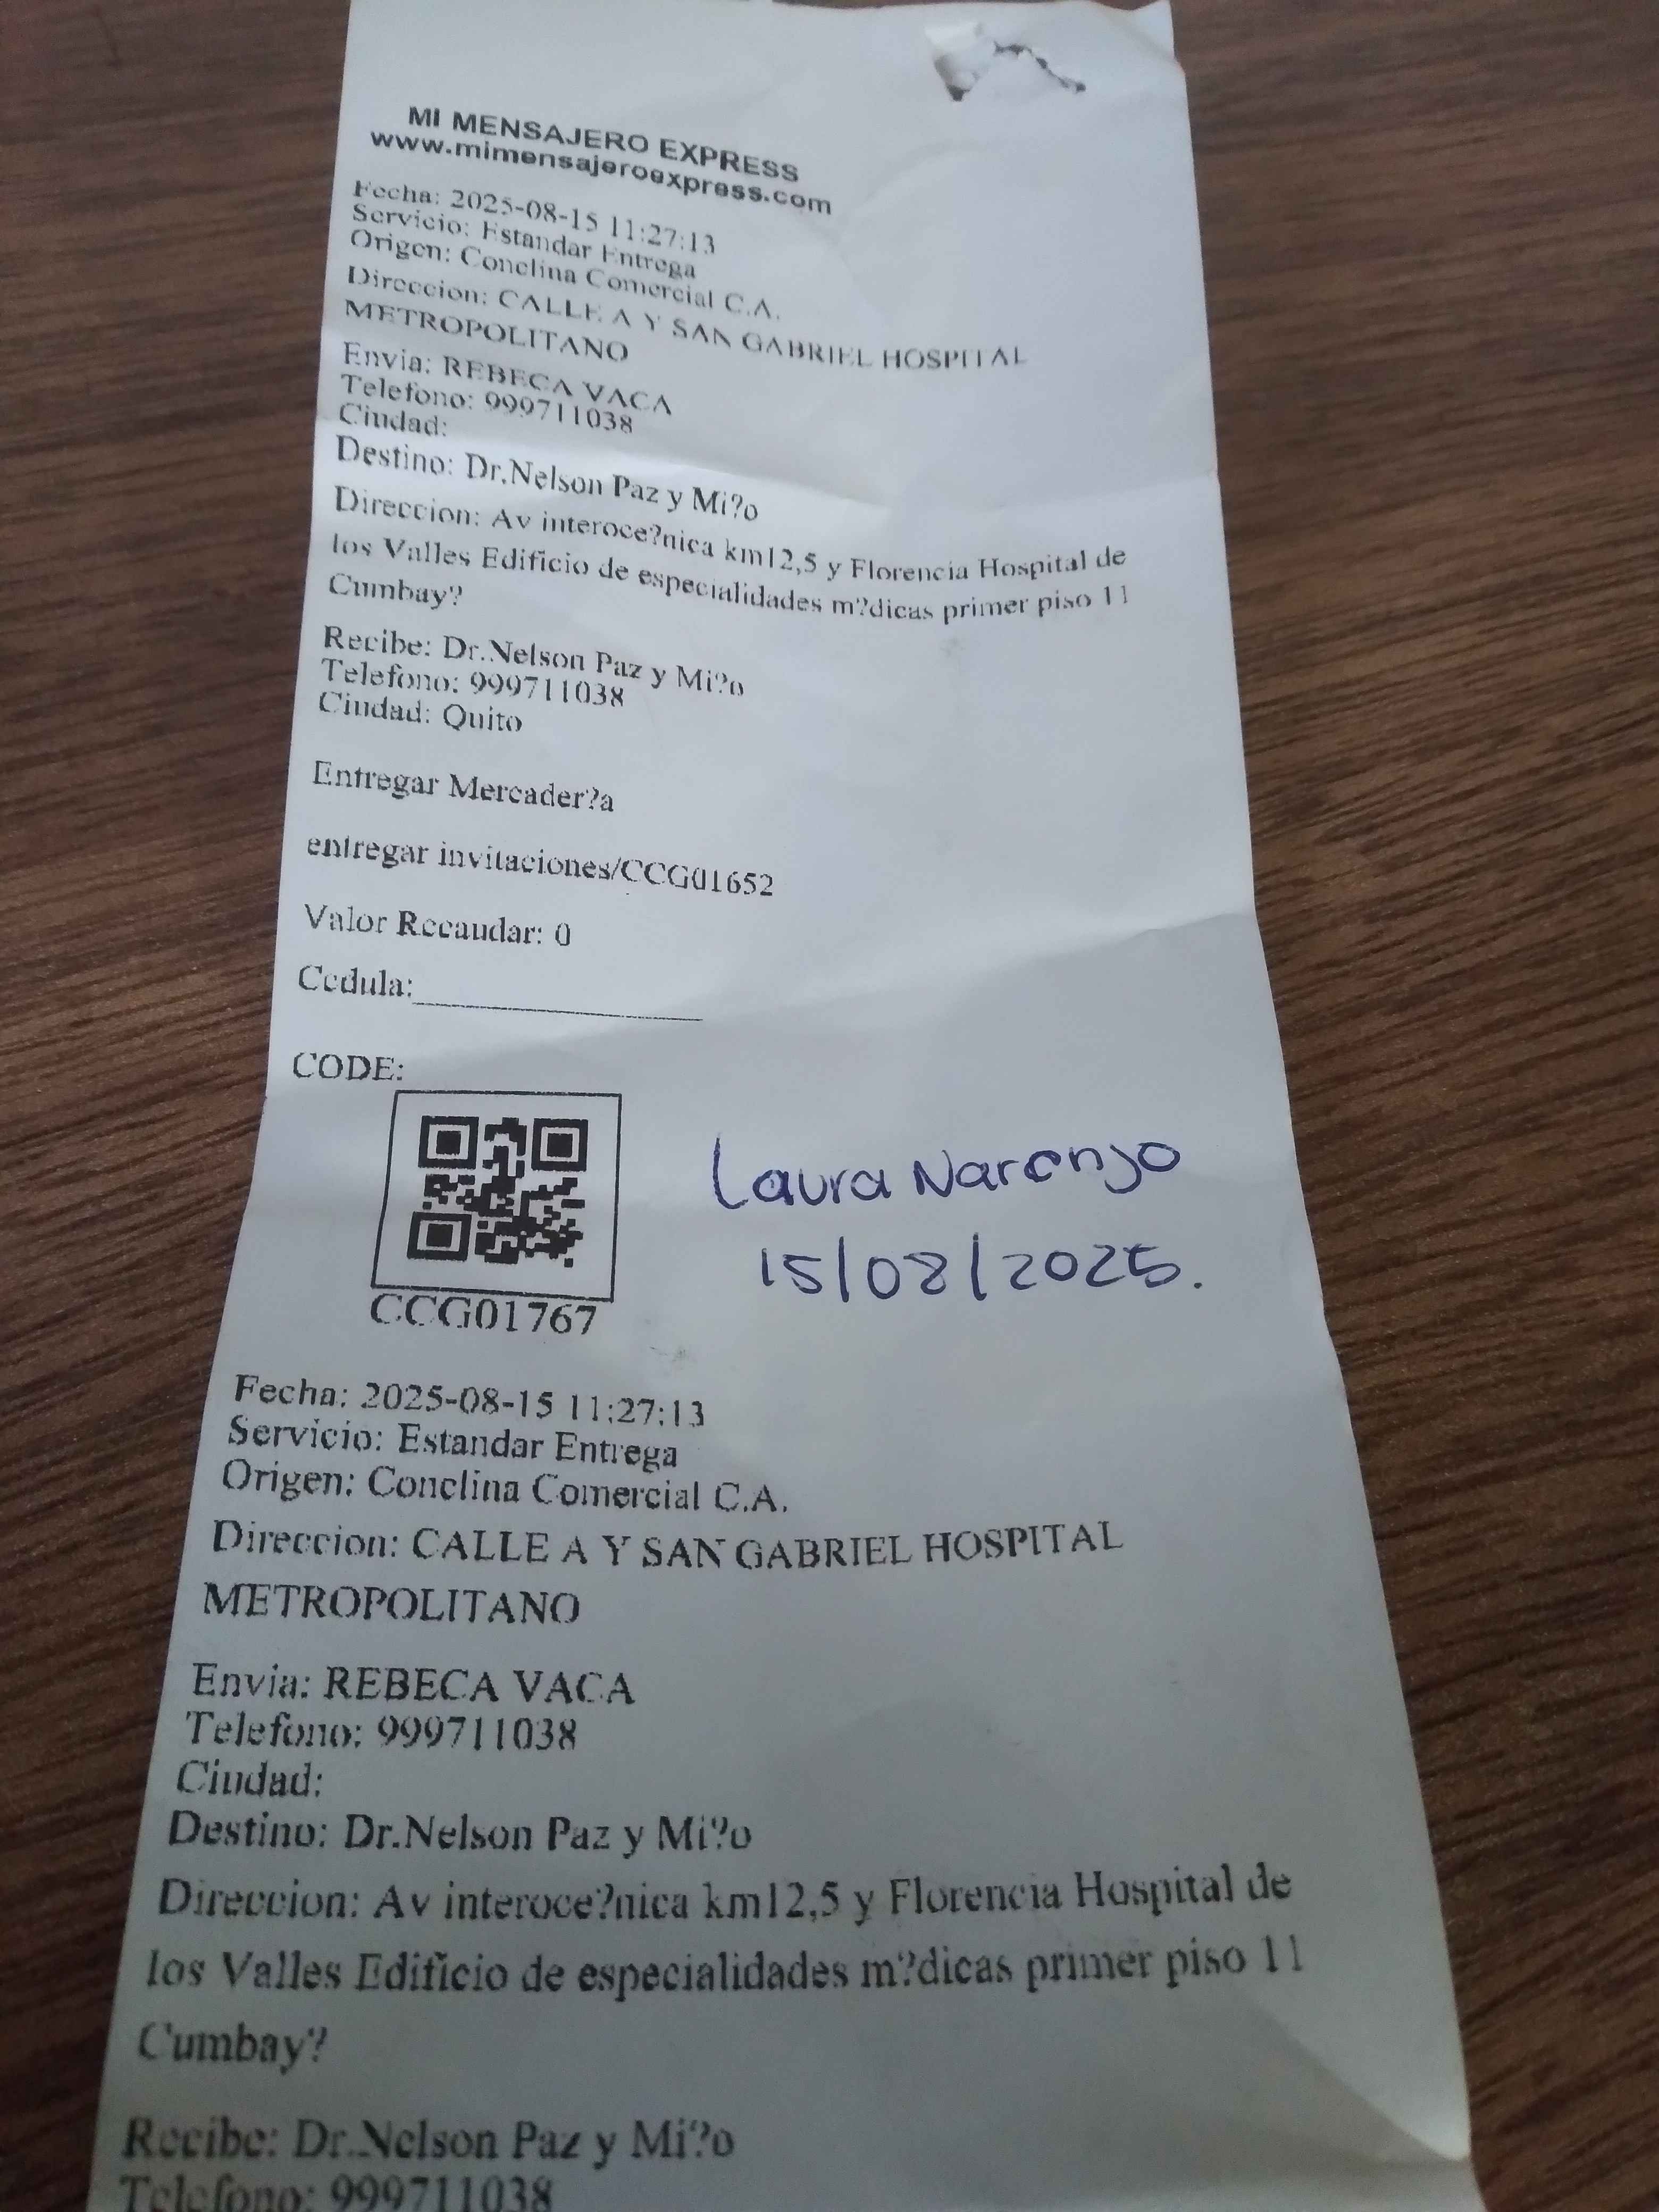 MI MENSAJERO EXPRESS
www.mimensajeroexpress.com
Fecha: 2025-08-15 11:27:13
Servicio: Estandar Entrega
Origen: Conclina Comercial C.A.
Direccion: CALLE A Y SAN GABRIEL HOSPITAL
METROPOLITANO
Envia: REBECA VACA
Telefono: 999711038
Ciudad:
Destino: Dr.Nelson Paz y Mi?o
Direccion: Av interoce?nica km12,5 y Florencia Hospital de
los Valles Edificio de especialidades m?dicas primer piso 11
Cumbay?
Recibe: Dr.Nelson Paz y Mi?o
Telefono: 999711038
Ciudad: Quito
Entregar Mercader?a
entregar invitaciones/CCG01652
Valor Recaudar: 0
Cedula:
CODE:
Laura Naranjo
15/08/2025.
CCG01767
Fecha: 2025-08-15 11:27:13
Servicio: Estandar Entrega
Origen: Conclina Comercial C.A.
Direccion: CALLE A Y SAN GABRIEL HOSPITAL
METROPOLITANO
Envia: REBECA VACA
Telefono: 999711038
Ciudad:
Destino: Dr.Nelson Paz y Mi?o
Direccion: Av interoce?nica km12,5 y Florencia Hospital de
los Valles Edificio de especialidades m?dicas primer piso 11
Cumbay?
Recibe: Dr.Nelson Paz y Mi?o
Telefono: 999711038